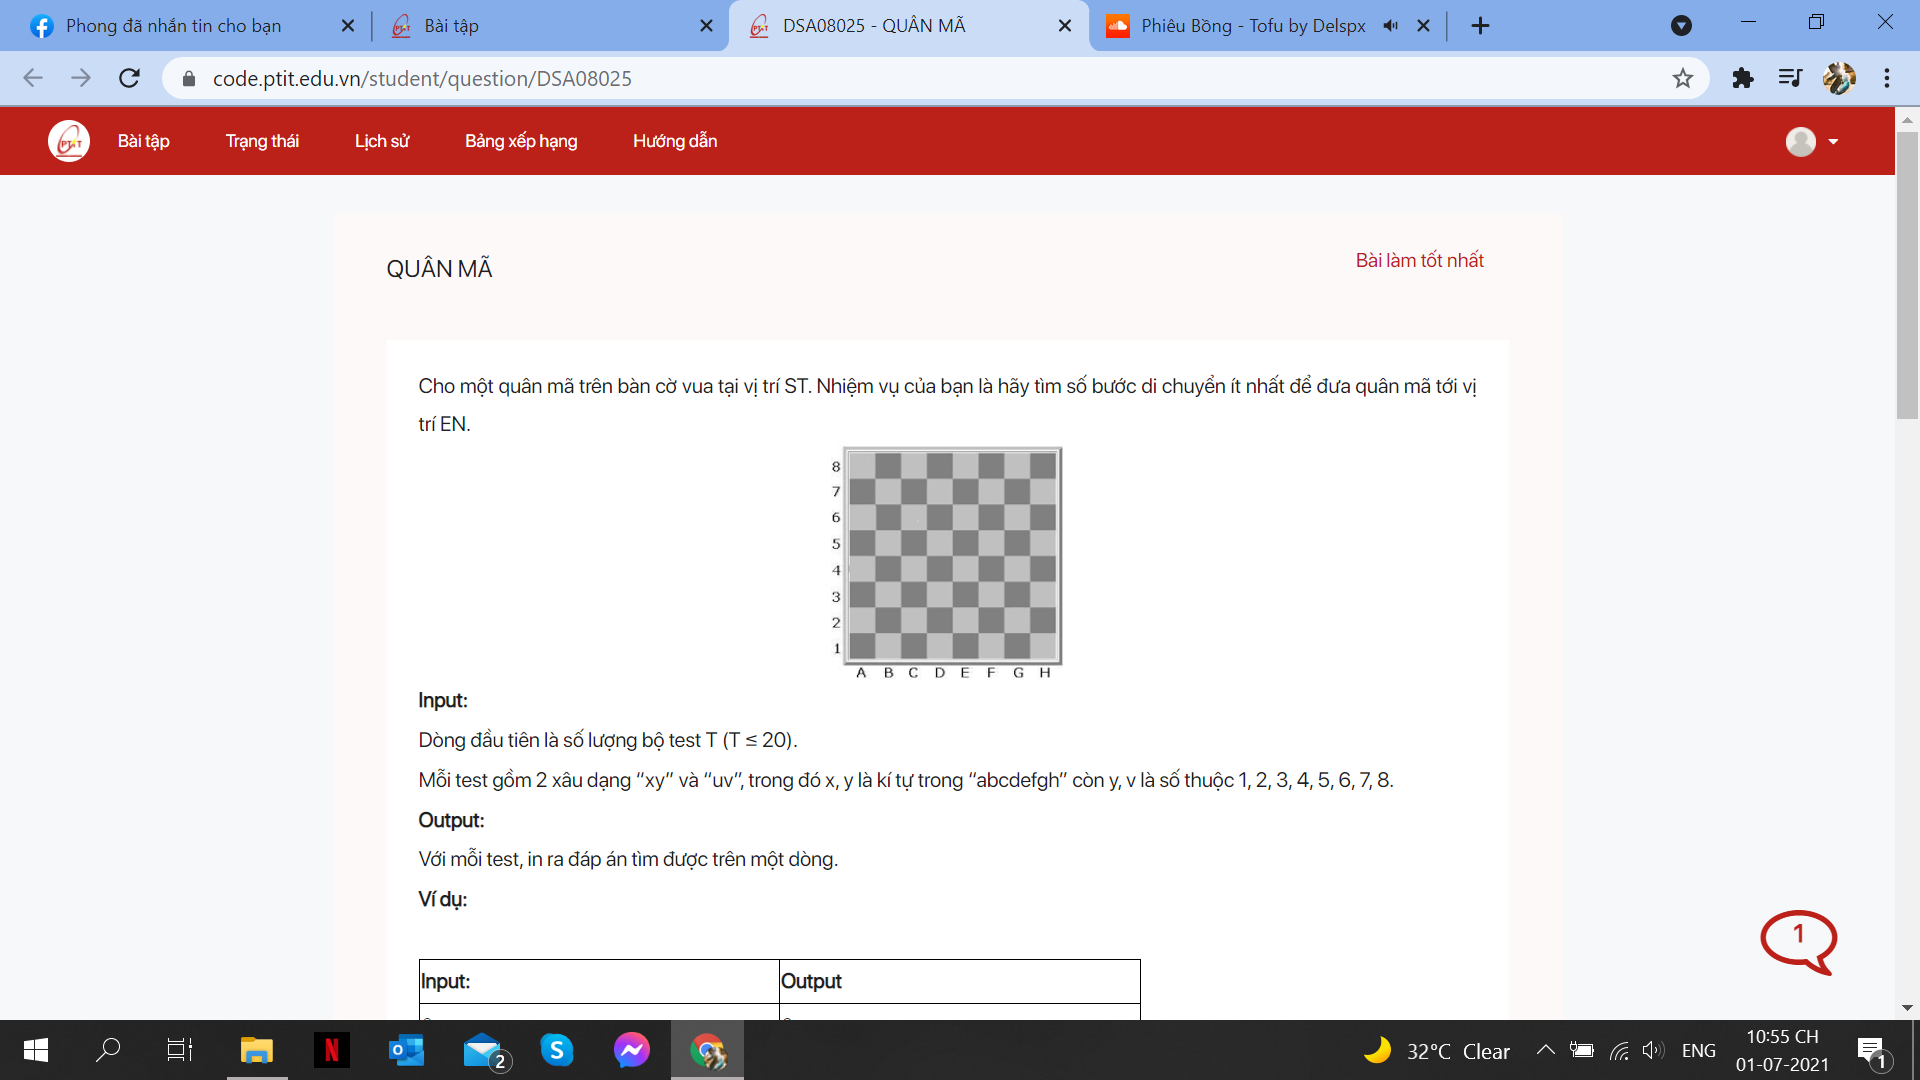 Phong đã nhắn tin cho bạn
Bài tập
DSA08025 - QUÂN MÃ
Phiêu Bồng - Tofu by Delspx
code.ptit.edu.vn/student/question/DSA08025
PTIT
Bài tập
Trạng thái
Lịch sử
Bảng xếp hạng
Hướng dẫn
QUÂN MÃ
Bài làm tốt nhất
Cho một quân mã trên bàn cờ vua tại vị trí ST. Nhiệm vụ của bạn là hãy tìm số bước di chuyển ít nhất để đưa quân mã tới vị
trí EN.
8
7
6
5
4
3
2
1
A B C D E F G H
Input:
Dòng đầu tiên là số lượng bộ test T (T ≤ 20).
Mỗi test gồm 2 xâu dạng “xy” và “uv”, trong đó x, y là kí tự trong “abcdefgh” còn y, v là số thuộc 1, 2, 3, 4, 5, 6, 7, 8.
Output:
Với mỗi test, in ra đáp án tìm được trên một dòng.
Ví dụ:
Input:
Output
1
N
2
S
32°C Clear
ENG
10:55 CH
01-07-2021
1